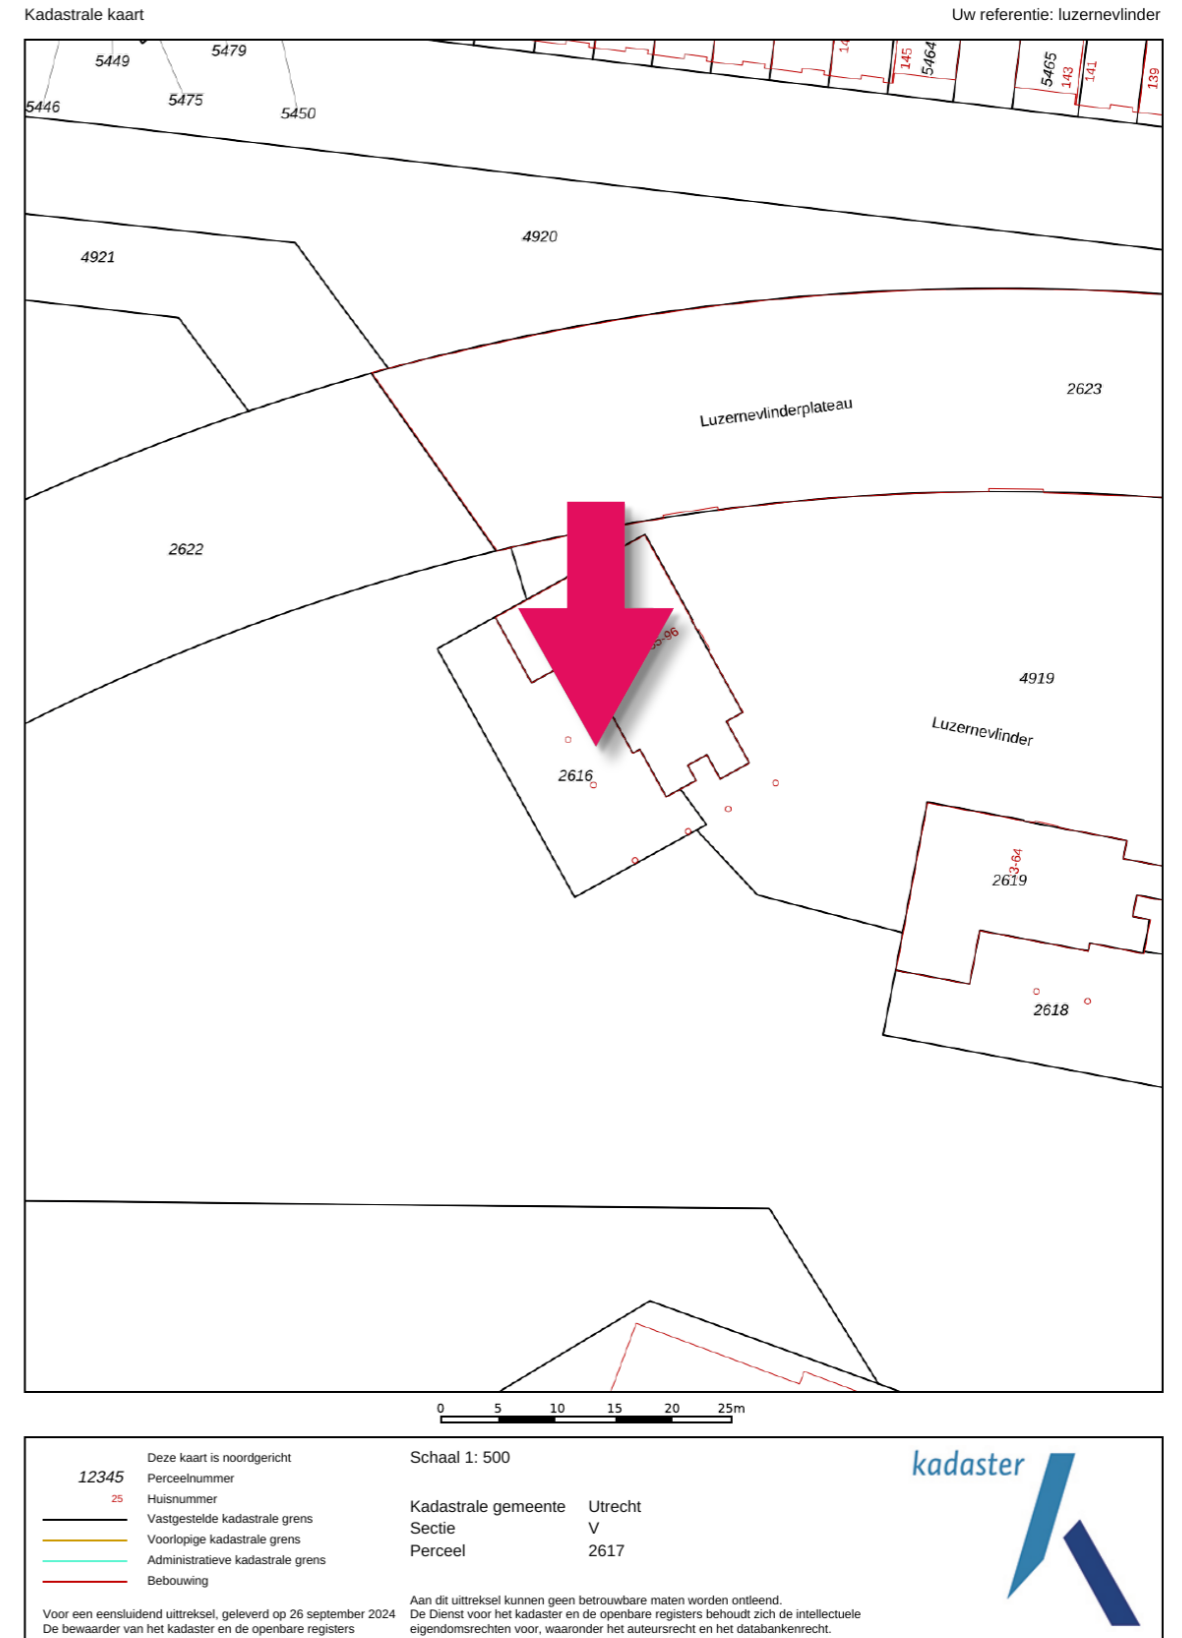 Kadastrale kaart
Uw referentie: luzernevlinder
5479
5449
5475
5446
5450
145
5464
5465
143
141
139
4920
4921
2623
Luzernevlinderplateau
2622
-96
4919
Luzernevlinder
2616
3-64
2619
2618
0 5 10 15 20 25m
Deze kaart is noordgericht
12345 Perceelnummer
25 Huisnummer
Vastgestelde kadastrale grens
Voorlopige kadastrale grens
Administratieve kadastrale grens
Bebouwing
Voor een eensluidend uittreksel, geleverd op 26 september 2024
De bewaarder van het kadaster en de openbare registers
Schaal 1: 500
Kadastrale gemeente Utrecht
Sectie V
Perceel 2617
Aan dit uittreksel kunnen geen betrouwbare maten worden ontleend.
De Dienst voor het kadaster en de openbare registers behoudt zich de intellectuele
eigendomsrechten voor, waaronder het auteursrecht en het databankenrecht.
kadaster